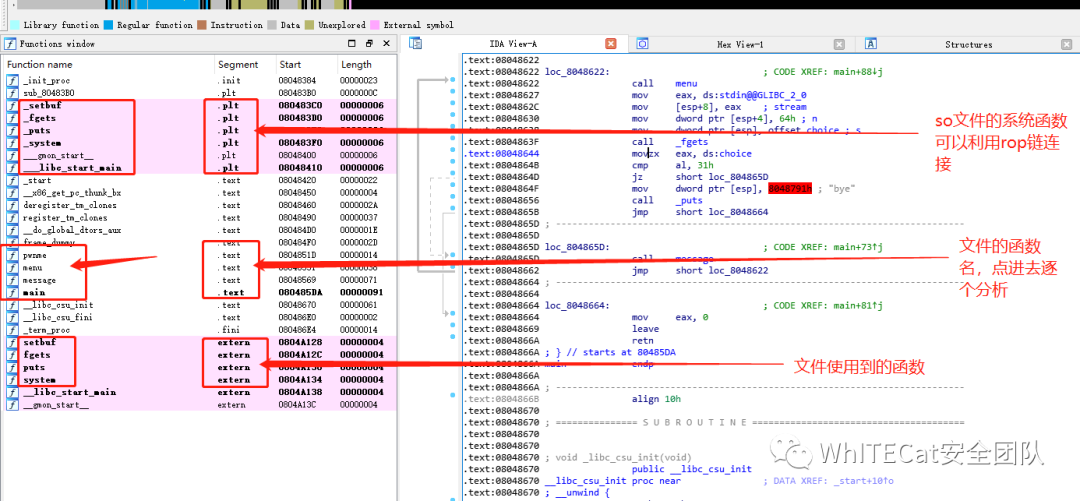 Library function Regular function Instruction Data Unexplored External symbol
Functions window
Function name Segment Start Length
_init_proc .init 08048384 00000023
sub_80483B0 .plt 080483B0 0000000C
_setbuf .plt 080483C0 00000006
_fgets .plt 080483D0 00000006
_puts .plt 00000006
_system .plt 080483F0 00000006
___gmon_start__ .plt 08048400 00000006
___libc_start_main .plt 08048410 00000006
_start .text 08048420 00000022
__x86_get_pc_thunk_bx .text 08048450 00000004
deregister_tm_clones .text 08048460 0000002A
register_tm_clones .text 08048490 00000037
__do_global_dtors_aux .text 080484D0 0000001E
frame_dummy .text 080484F0 0000002D
pwnme .text 0804851D 00000014
menu .text
message .text 08048569 00000071
main .text 080485DA 00000091
__libc_csu_init .text 08048670 00000061
__libc_csu_fini .text 080486E0 00000002
_term_proc .fini 080486E4 00000014
setbuf extern 0804A128 00000004
fgets extern 0804A12C 00000004
puts extern 00000004
system extern 0804A134 00000004
__libc_start_main extern 0804A138 00000004
__gmon_start__ extern 0804A13C 00000004
IDA View-A Hex View-1 Structures
.text:08048622
.text:08048622 loc_8048622: ; CODE XREF: main+88↓j
.text:08048622 call menu
.text:08048627 mov eax, ds:stdin@@GLIBC_2_0
.text:0804862C mov [esp+8], eax ; stream
.text:08048630 mov dword ptr [esp+4], 64h ; n
mov dword ptr [esp], offset choice ; s
.text:0804863F call _fgets
.text:08048644 movzx eax, ds:choice
.text:0804864B cmp al, 31h
.text:0804864D jz short loc_804865D
.text:0804864F mov dword ptr [esp], 8048791h ; "bye"
.text:08048656 call _puts
.text:0804865B jmp short loc_8048664
.text:0804865D ;
.text:0804865D
.text:0804865D loc_804865D: ; CODE XREF: main+73↑j
.text:0804865D call message
.text:08048662 jmp short loc_8048622
.text:08048664 ;
.text:08048664
.text:08048664 loc_8048664: ; CODE XREF: main+81↑j
.text:08048664 mov eax, 0
.text:08048669 leave
.text:0804866A retn
.text:0804866A ; } // starts at 80485DA
.text:0804866A main endp
.text:0804866A
.text:0804866A ;
.text:0804866B align 10h
.text:08048670
.text:08048670 ; =============== S U B R O U T I N E =======================================
.text:08048670
.text:08048670
.text:08048670 ; void _libc_csu_init(void)
.text:08048670 public __libc_csu_init
.text:08048670 __libc_csu_init proc near ; DATA XREF: _start+10↑o
.text:08048670 ; __unwind {
so文件的系统函数
可以利用rop链连
接
文件的函数
名，点进去逐
个分析
文件使用到的函数
WhITECat安全团队